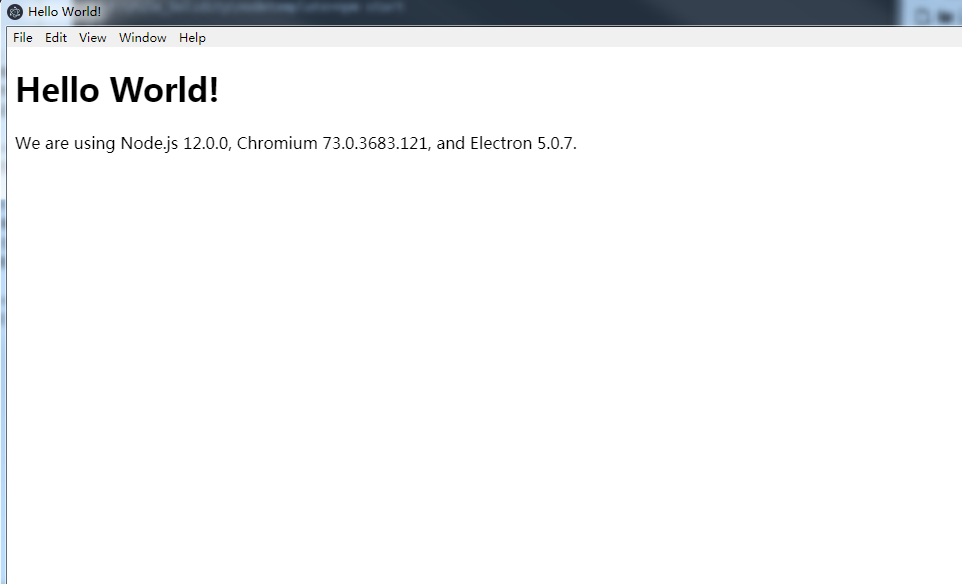 Hello World!
File Edit View Window Help
Hello World!
We are using Node.js 12.0.0, Chromium 73.0.3683.121, and Electron 5.0.7.